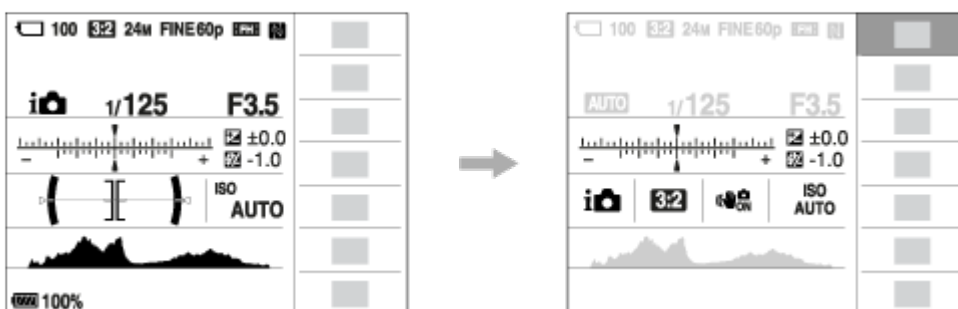 100 3:2 24M FINE 60p
i 1/125 F3.5
±0.0
- + -1.0
ISO
AUTO
100%
100 3:2 24M FINE 60p
AUTO 1/125 F3.5
±0.0
- + -1.0
i 3:2 ON ISO
AUTO